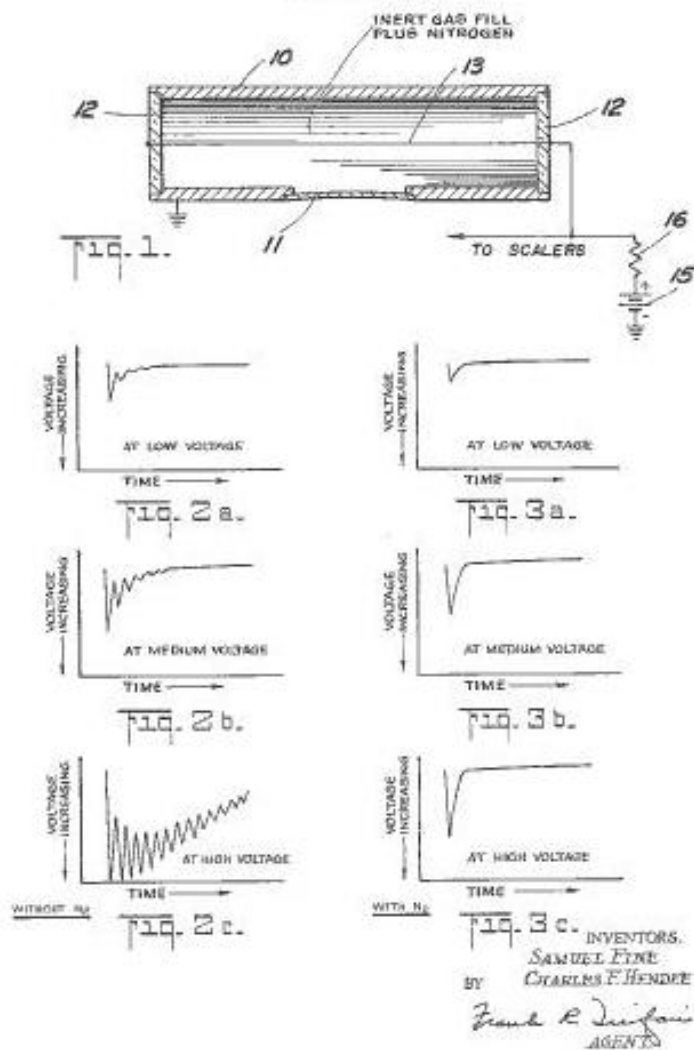 INERT GAS FILL
PLUS NITROGEN
10
13
12
12
11
16
TO SCALERS
15
+
-
Fig. 1.
VOLTAGE
INCREASING
AT LOW VOLTAGE
TIME
Fig. 2a.
VOLTAGE
INCREASING
AT LOW VOLTAGE
TIME
Fig. 3a.
VOLTAGE
INCREASING
AT MEDIUM VOLTAGE
TIME
Fig. 2b.
VOLTAGE
INCREASING
AT MEDIUM VOLTAGE
TIME
Fig. 3b.
VOLTAGE
INCREASING
AT HIGH VOLTAGE
TIME
WITHOUT N2
Fig. 2c.
VOLTAGE
INCREASING
AT HIGH VOLTAGE
TIME
WITH N2
Fig. 3c.
INVENTORS.
SAMUEL FINE
BY CHARLES F. HENDEE
Frank R.
AGENT